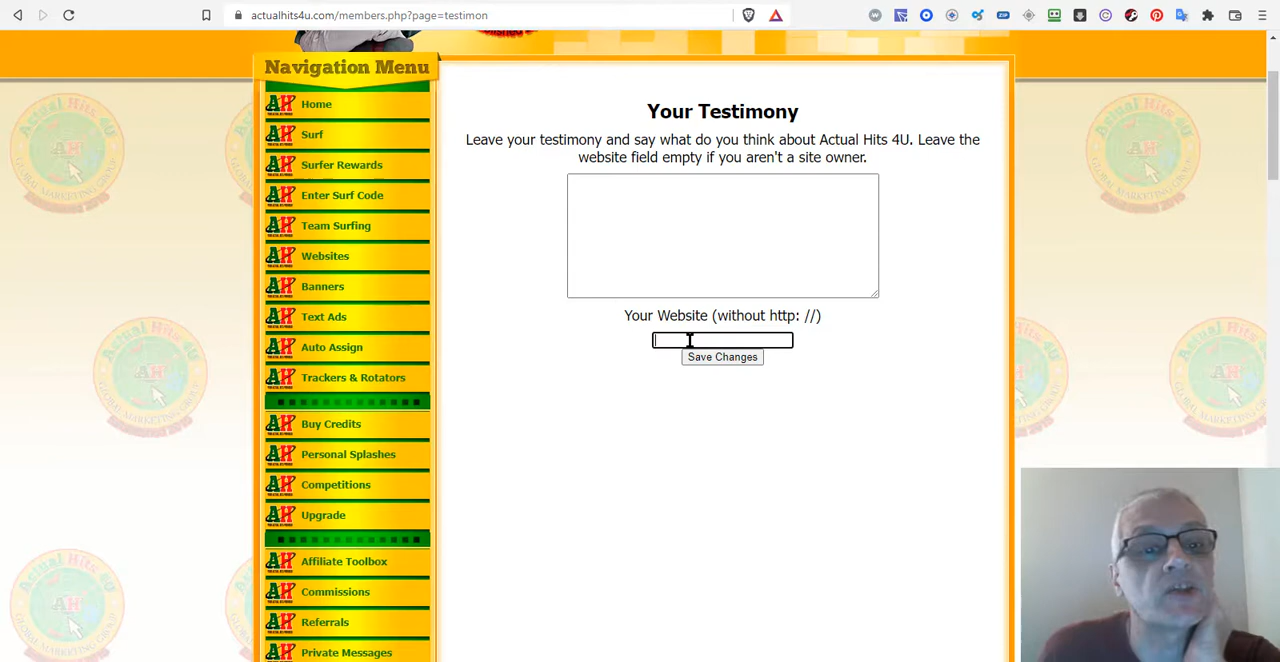 actualhits4u.com/members.php?page=testimon
ZIP
Navigation Menu
Home
Surf
Surfer Rewards
Enter Surf Code
Team Surfing
Websites
Banners
Text Ads
Auto Assign
Trackers & Rotators
Buy Credits
Personal Splashes
Competitions
Upgrade
Affiliate Toolbox
Commissions
Referrals
Private Messages
Your Testimony
Leave your testimony and say what do you think about Actual Hits 4U. Leave the
website field empty if you aren't a site owner.
Your Website (without http: //)
Save Changes